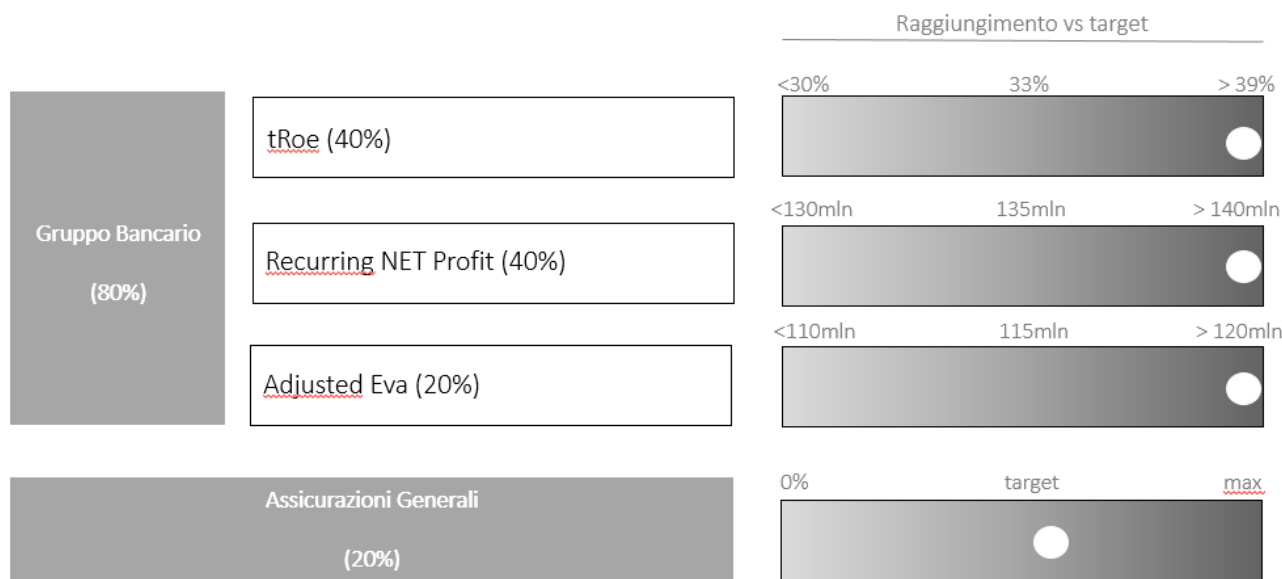 Raggiungimento vs target
<30% 33% > 39%
tRoe (40%)
<130mln 135mln > 140mln
Gruppo Bancario
(80%)
Recurring NET Profit (40%)
<110mln 115mln > 120mln
Adjusted Eva (20%)
Assicurazioni Generali
(20%)
0% target max